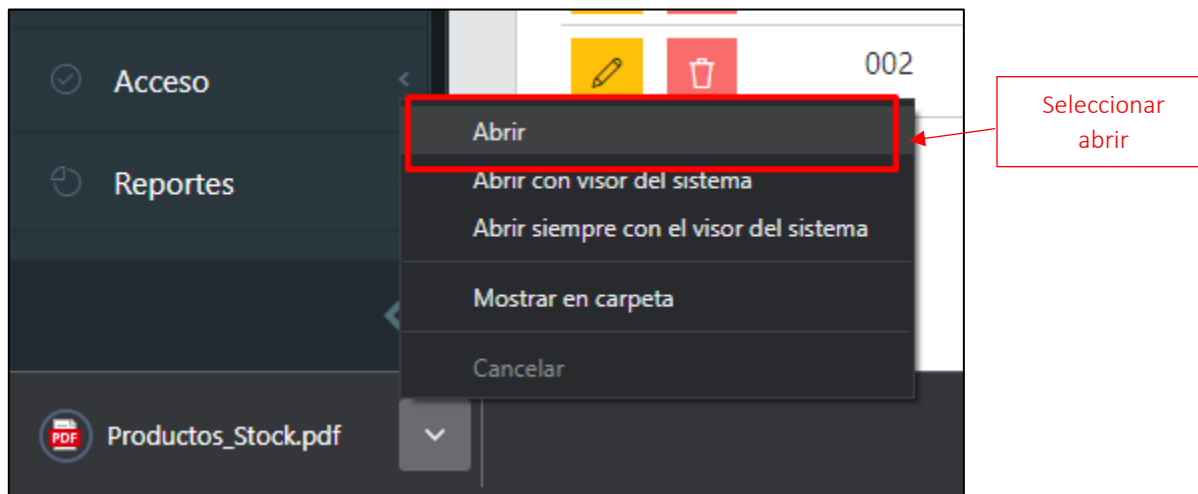 Acceso
002
Seleccionar
abrir
Abrir
Reportes
Abrir con visor del sistema
Abrir siempre con el visor del sistema
Mostrar en carpeta
Cancelar
PDF
Productos_Stock.pdf